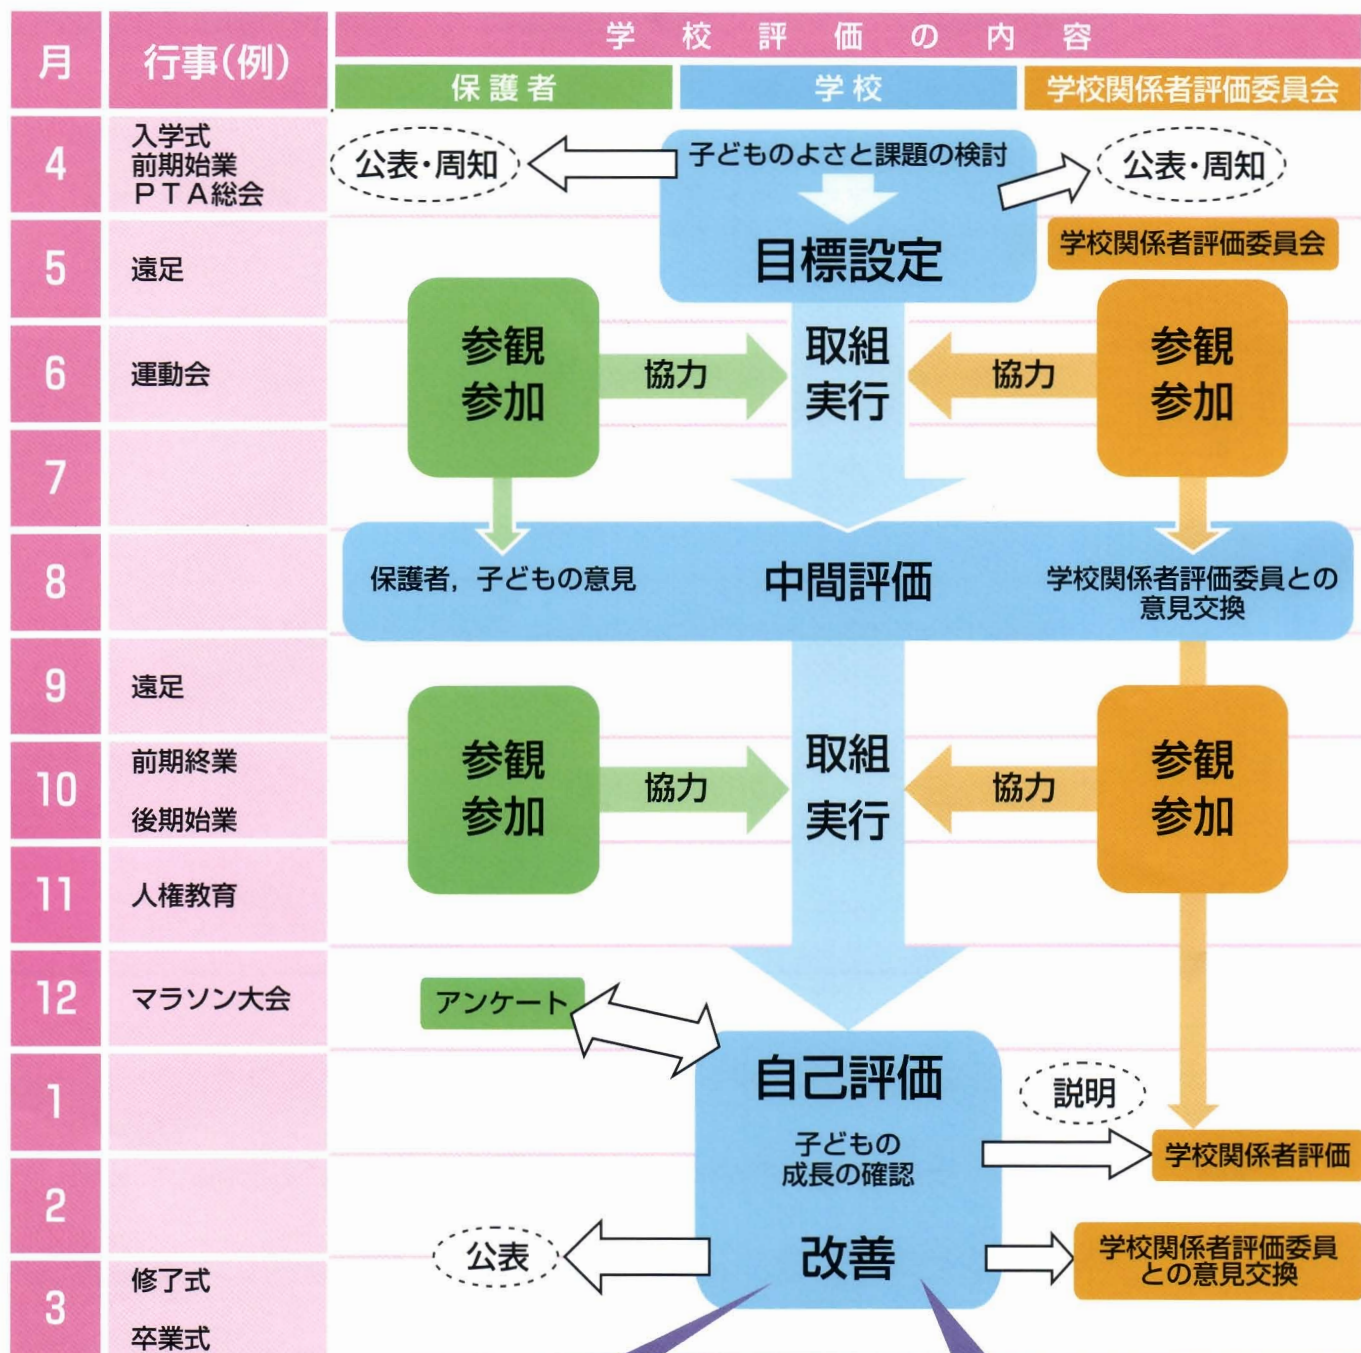 月
行事(例)
学校評価の内容
保護者
学校
学校関係者評価委員会
4
入学式
前期始業
ＰＴＡ総会
公表・周知
子どものよさと課題の検討
公表・周知
5
遠足
目標設定
学校関係者評価委員会
6
運動会
参観
参加
協力
取組
実行
協力
参観
参加
7
8
保護者，子どもの意見
中間評価
学校関係者評価委員との
意見交換
9
遠足
10
前期終業
後期始業
参観
参加
協力
取組
実行
協力
参観
参加
11
人権教育
12
マラソン大会
アンケート
1
自己評価
説明
子どもの
成長の確認
学校関係者評価
2
公表
改善
学校関係者評価委員
との意見交換
3
修了式
卒業式